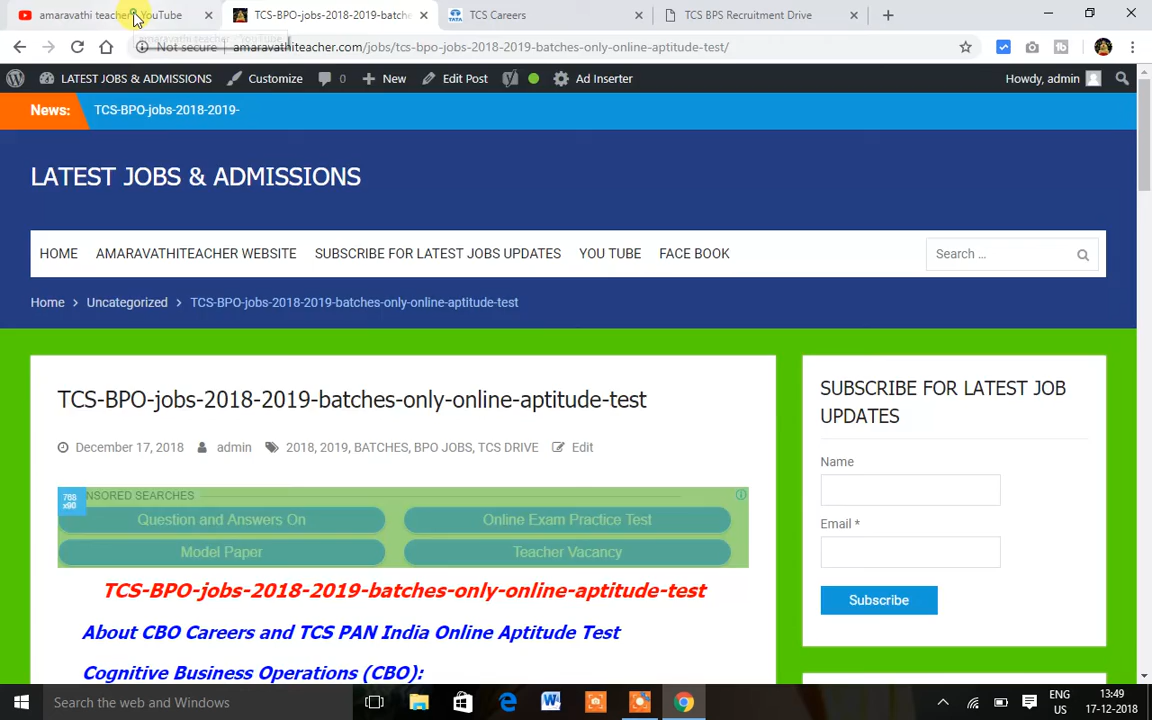 amaravathi teacher - YouTube
TCS-BPO-jobs-2018-2019-batche
TATA
TCS Careers
TCS BPS Recruitment Drive
amaravathi teacher - YouTube
Not secure
amaravathiteacher.com/jobs/tcs-bpo-jobs-2018-2019-batches-only-online-aptitude-test/
LATEST JOBS & ADMISSIONS
Customize
0
New
Edit Post
Ad Inserter
Howdy, admin
News:
TCS-BPO-jobs-2018-2019-
LATEST JOBS & ADMISSIONS
HOME
AMARAVATHITEACHER WEBSITE
SUBSCRIBE FOR LATEST JOBS UPDATES
YOU TUBE
FACE BOOK
Search ...
Home > Uncategorized > TCS-BPO-jobs-2018-2019-batches-only-online-aptitude-test
TCS-BPO-jobs-2018-2019-batches-only-online-aptitude-test
December 17, 2018
admin
2018, 2019, BATCHES, BPO JOBS, TCS DRIVE
Edit
768
x90
NSORED SEARCHES
Question and Answers On
Online Exam Practice Test
Model Paper
Teacher Vacancy
TCS-BPO-jobs-2018-2019-batches-only-online-aptitude-test
About CBO Careers and TCS PAN India Online Aptitude Test
Cognitive Business Operations (CBO):
SUBSCRIBE FOR LATEST JOB
UPDATES
Name
Email *
Subscribe
Search the web and Windows
ENG
US
13:49
17-12-2018